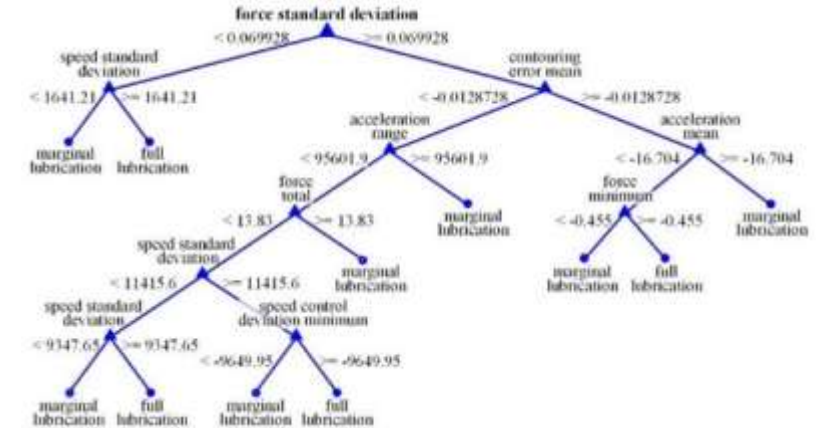 force standard deviation
< 0.069928
>= 0.069928
speed standard
deviation
contouring
error mean
< 1641.21
>= 1641.21
< -0.0128728
>= -0.0128728
marginal
lubrication
full
lubrication
acceleration
range
acceleration
mean
< 95601.9
>= 95601.9
< -16.704
>= -16.704
force
total
marginal
lubrication
force
minimum
marginal
lubrication
< 13.83
>= 13.83
< -0.455
>= -0.455
speed standard
deviation
marginal
lubrication
marginal
lubrication
full
lubrication
< 11415.6
>= 11415.6
speed standard
deviation
speed control
deviation minimum
< 9347.65
>= 9347.65
< -9649.95
>= -9649.95
marginal
lubrication
full
lubrication
marginal
lubrication
full
lubrication